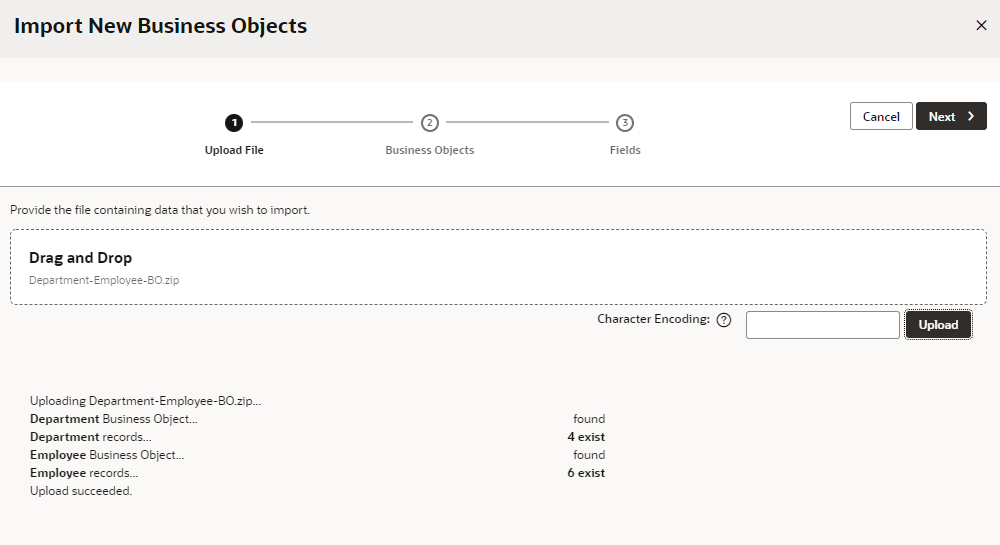 Import New Business Objects
Cancel
Next
1
2
3
Upload File
Business Objects
Fields
Provide the file containing data that you wish to import.
Drag and Drop
Department-Employee-BO.zip
Character Encoding: ?
Upload
Uploading Department-Employee-BO.zip...
Department Business Object... found
Department records... 4 exist
Employee Business Object... found
Employee records... 6 exist
Upload succeeded.